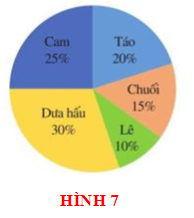 Cam
25%
Táo
20%
Chuối
15%
Dưa hấu
30%
Lê
10%
HÌNH 7